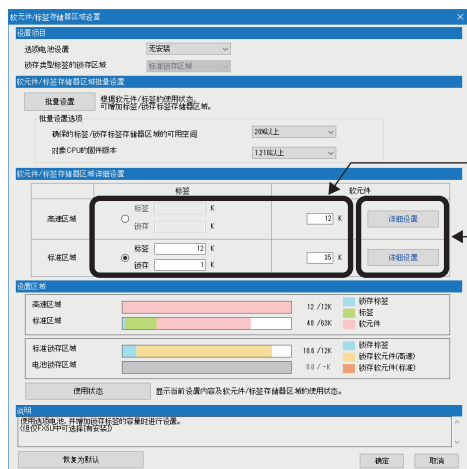 软元件/标签存储器区域设置
设置项目
选项电池设置 无安装
锁存类型标签的锁存区域 标准锁存区域
软元件/标签存储器区域批量设置
批量设置 根据软元件/标签的使用状态,
可增加标签/锁存标签存储器区域。
批量设置选项
确保的标签/锁存标签存储器区域的可用空间 20%以上
对象CPU的固件版本 1.210以上
软元件/标签存储器区域详细设置
标签 软元件
高速区域 标签 K 12 K 详细设置
锁存 K
标准区域 标签 12 K 35 K 详细设置
锁存 1 K
设置区域
高速区域 12 /12K 锁存标签
标签
标准区域 48 /63K 软元件
标准锁存区域 10.6 /12K 锁存标签
锁存软元件(高速)
电池锁存区域 0.0 / -K 锁存软元件(标准)
使用状态 显示当前设置内容及软元件/标签存储器区域的使用状态。
说明
使用选项电池,并增加锁存标签的容量时进行设置。
(但仅FX5U中可选择[有安装])
恢复为默认 确定 取消